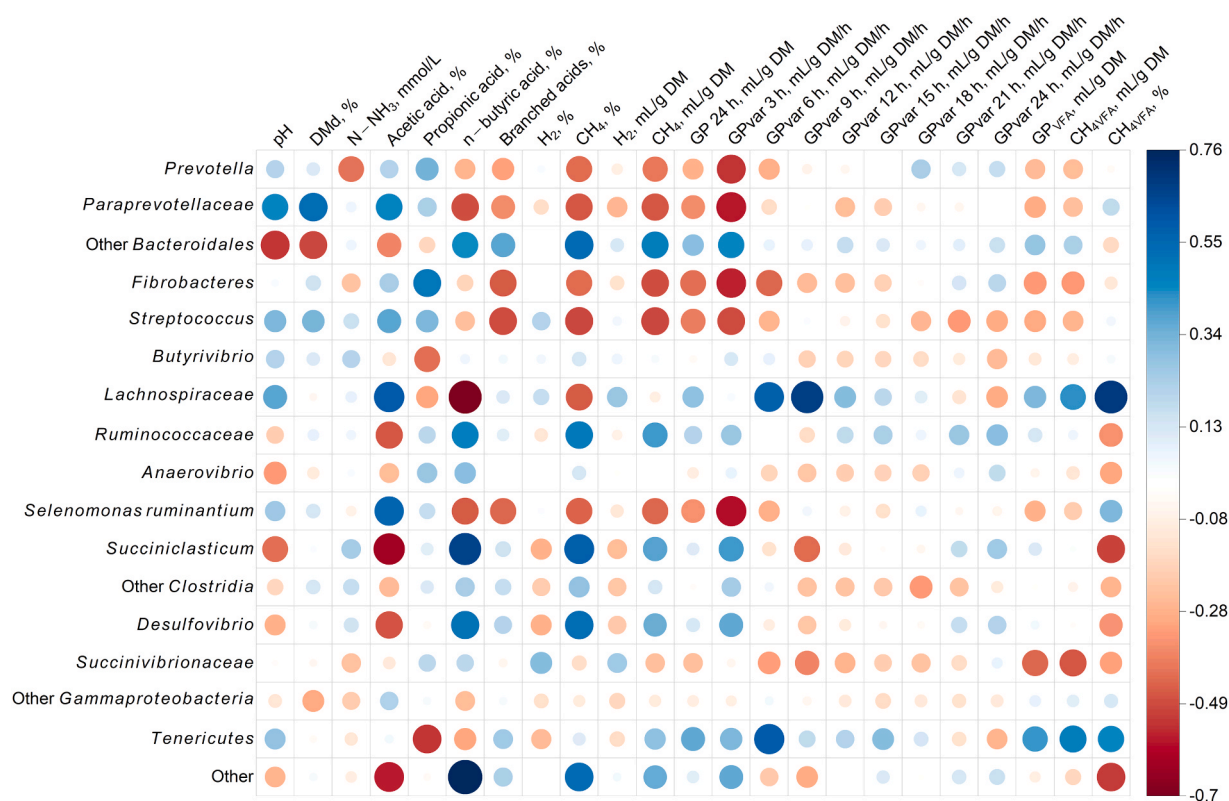 pH
DMd, %
N – NH₃, mmol/L
Acetic acid, %
Propionic acid, %
n – butyric acid, %
Branched acids, %
H₂, %
CH₄, %
H₂, mL/g DM
CH₄, mL/g DM
GP 24 h, mL/g DM
GPvar 3 h, mL/g DM/h
GPvar 6 h, mL/g DM/h
GPvar 9 h, mL/g DM/h
GPvar 12 h, mL/g DM/h
GPvar 15 h, mL/g DM/h
GPvar 18 h, mL/g DM/h
GPvar 21 h, mL/g DM/h
GPvar 24 h, mL/g DM/h
GP_VFA, mL/g DM
CH₄VFA, mL/g DM
CH₄VFA, %
Prevotella
Paraprevotellaceae
Other Bacteroidales
Fibrobacteres
Streptococcus
Butyrivibrio
Lachnospiraceae
Ruminococcaceae
Anaerovibrio
Selenomonas ruminantium
Succiniclasticum
Other Clostridia
Desulfovibrio
Succinivibrionaceae
Other Gammaproteobacteria
Tenericutes
Other
0.76
0.55
0.34
0.13
-0.08
-0.28
-0.49
-0.7